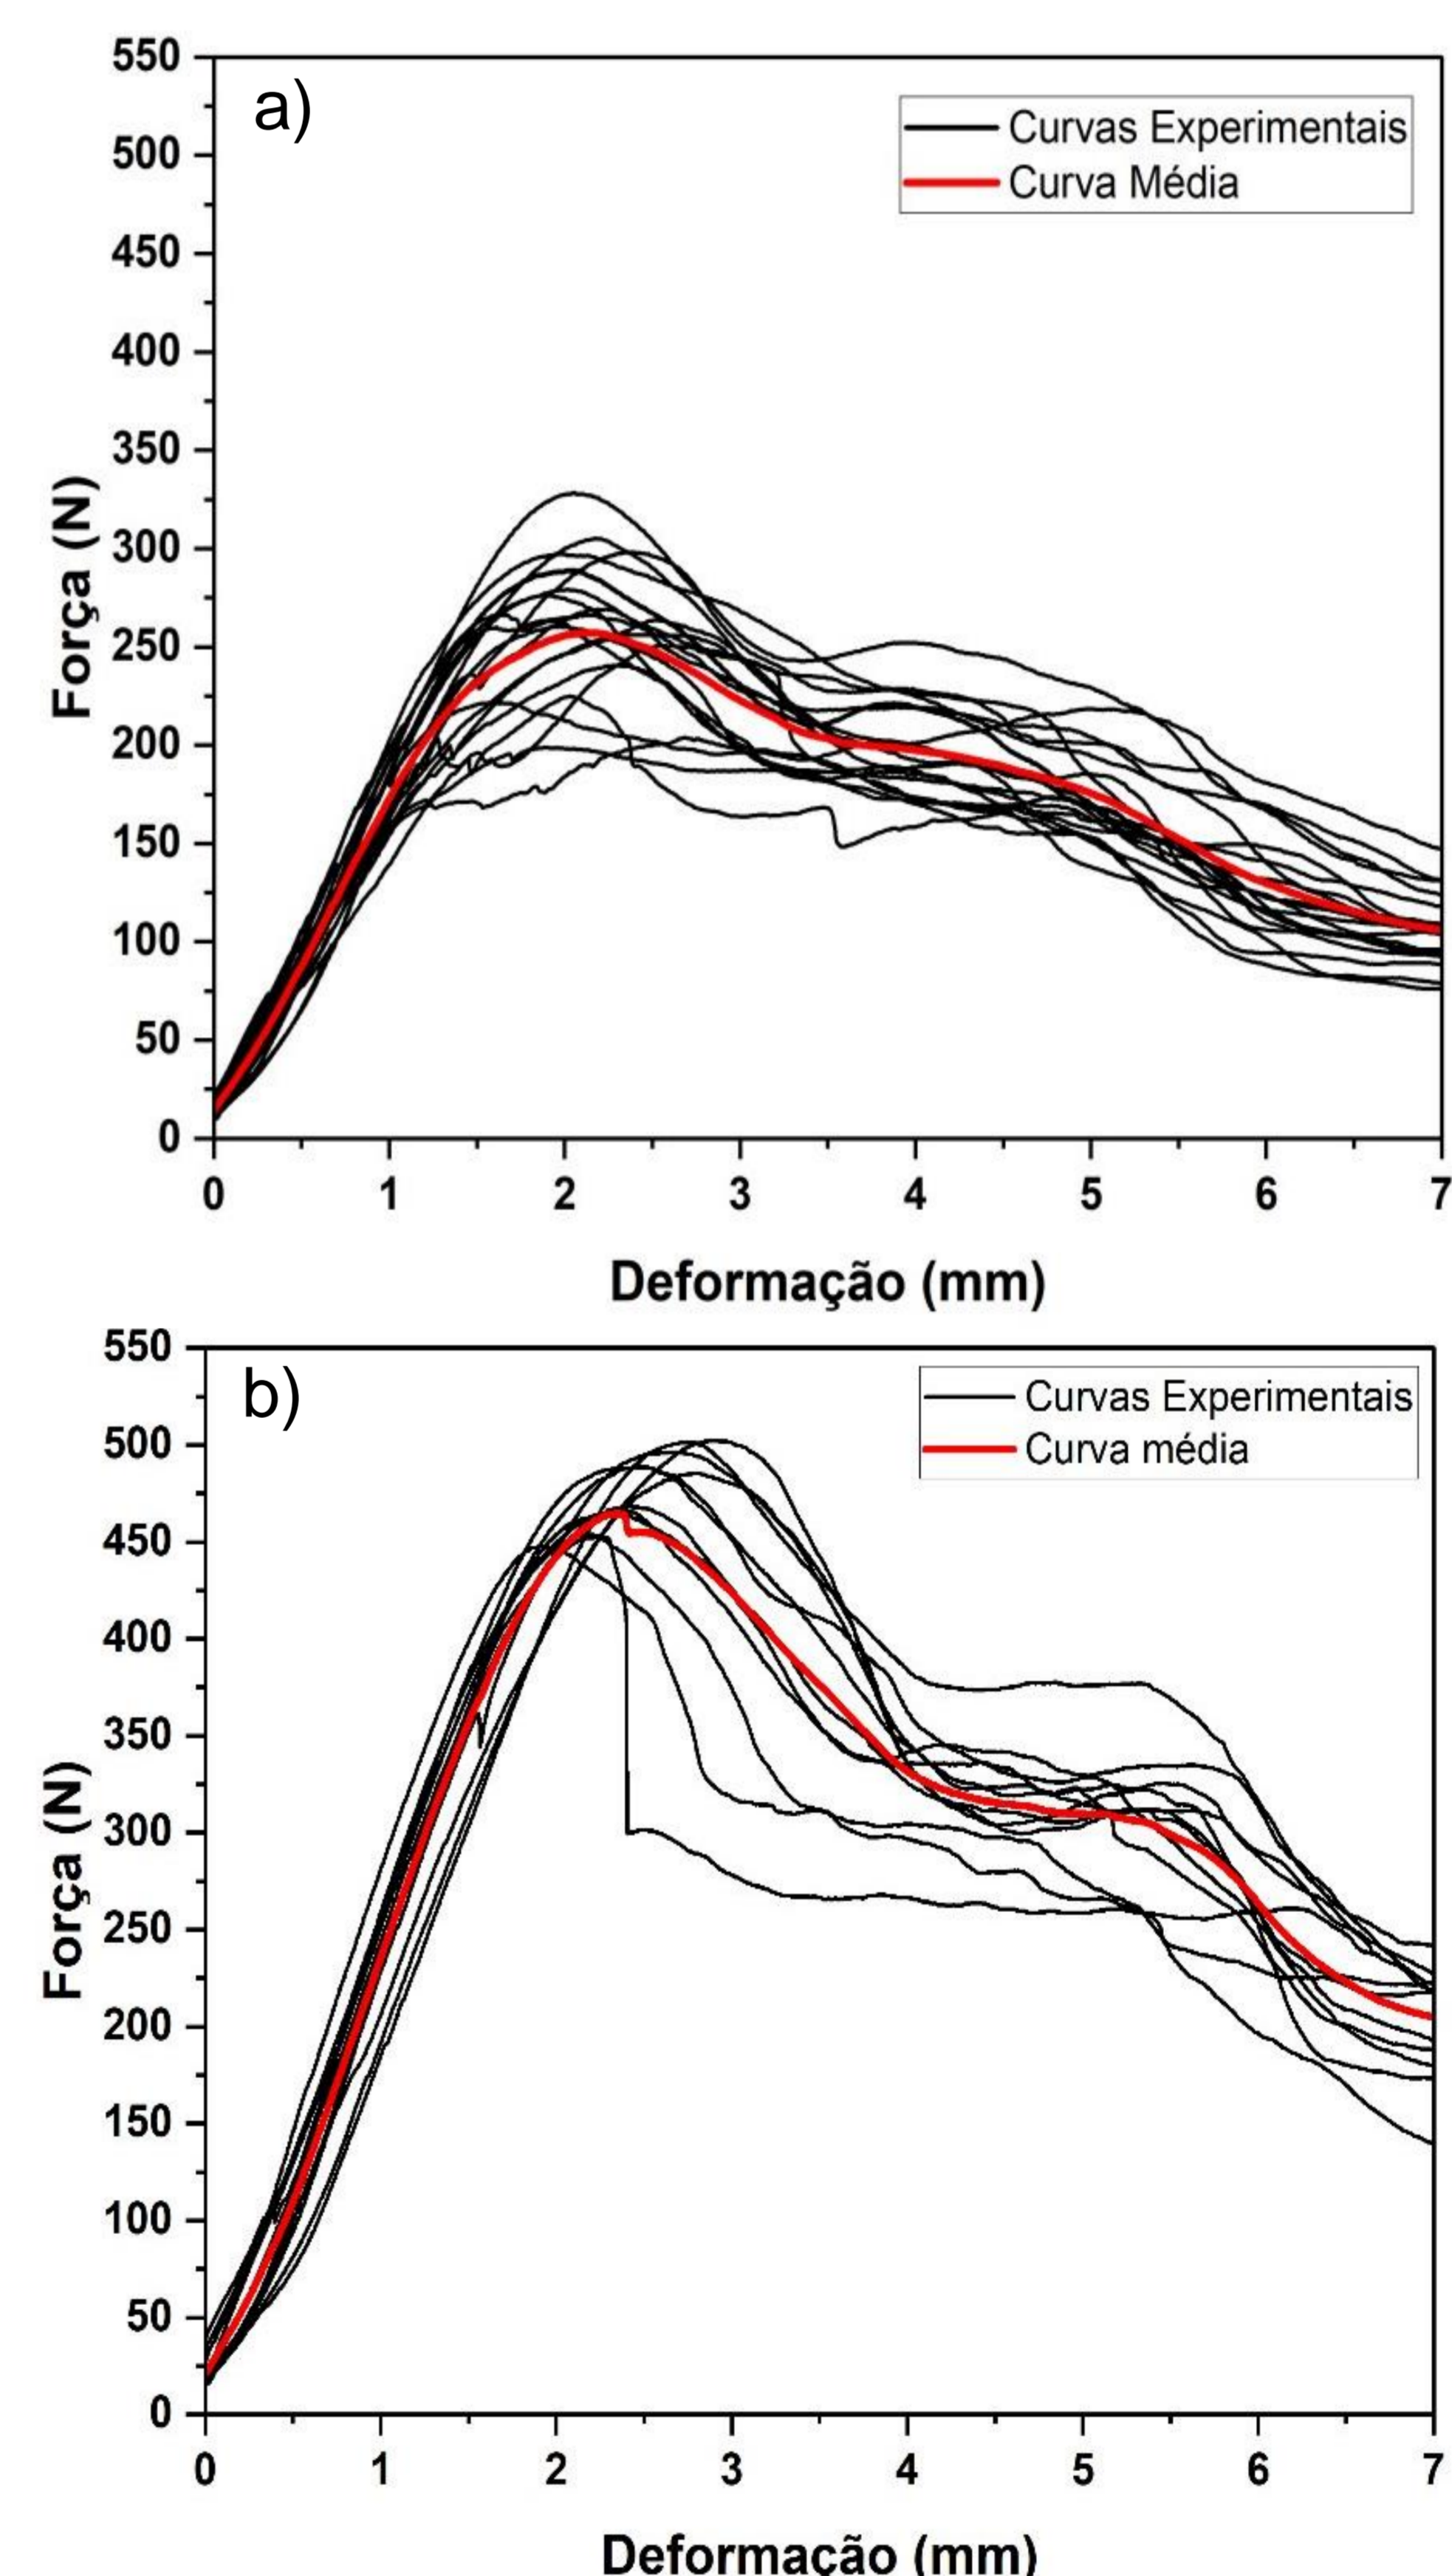 a)
Curvas Experimentais
Curva Média
550
500
450
400
350
300
250
200
150
100
50
0
Força (N)
0 1 2 3 4 5 6 7
Deformação (mm)
b)
Curvas Experimentais
Curva média
550
500
450
400
350
300
250
200
150
100
50
0
Força (N)
0 1 2 3 4 5 6 7
Deformação (mm)